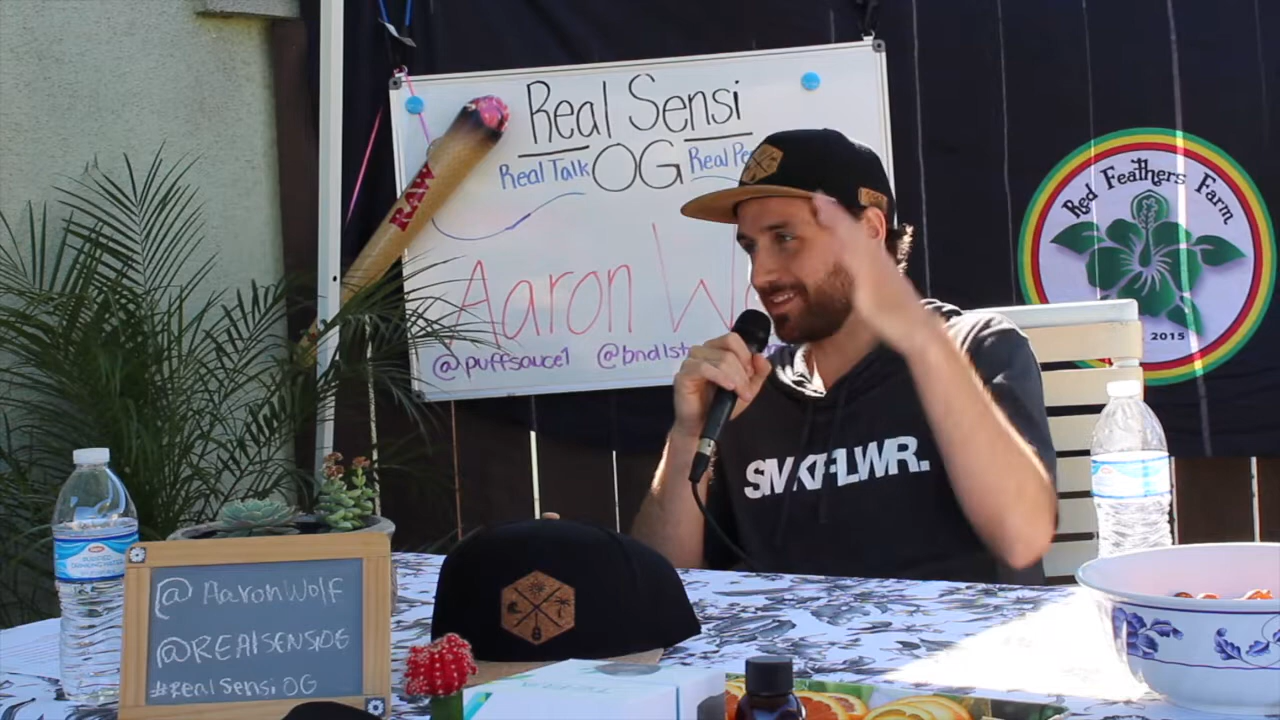 Real Sensi
Real Talk OG Real Pe
RAW
Aaron W
@puffsauce1 @bndlst
Red Feathers Farm
2015
SMKFLWR.
@AaronWolf
@REALSENSIOG
#RealSensiOG